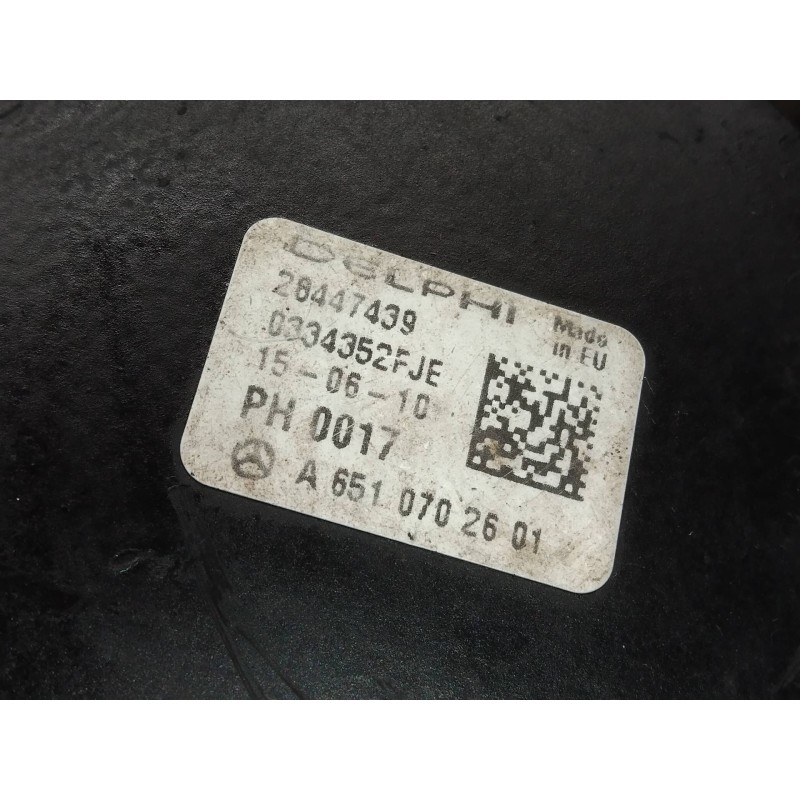 DELPHI
28447439
0334352FJE
15-06-10
PH 0017
A 651 070 26 01
Made
in EU